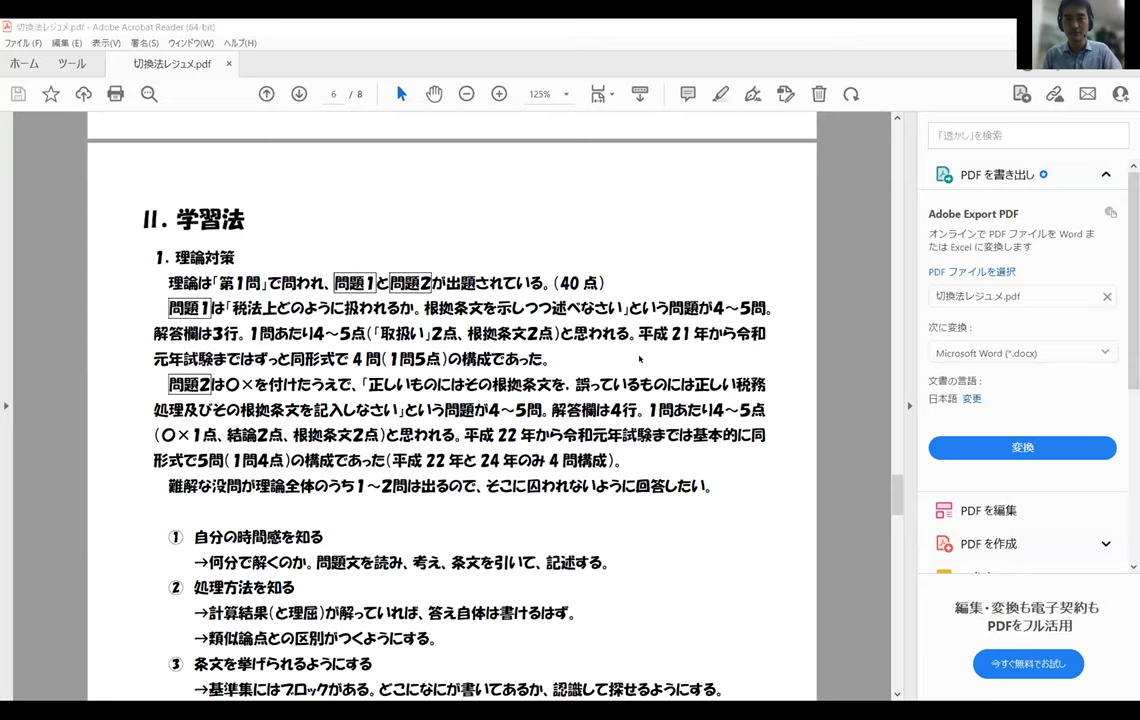 切換法レジュメ.pdf - Adobe Acrobat Reader (64-bit)
ファイル(F) 編集(E) 表示(V) 署名(S) ウィンドウ(W) ヘルプ(H)
ホーム ツール 切換法レジュメ.pdf ×
6 / 8 125%
II. 学習法
1. 理論対策
理論は「第1問」で問われ、問題1と問題2が出題されている。(40点)
問題1は「税法上どのように扱われるか。根拠条文を示しつつ述べなさい」という問題が4~5問。
解答欄は3行。1問あたり4~5点(「取扱い」2点、根拠条文2点)と思われる。平成21年から令和
元年試験まではずっと同形式で4問(1問5点)の構成であった。
問題2は〇×を付けたうえで、「正しいものにはその根拠条文を、誤っているものには正しい税務
処理及びその根拠条文を記入しなさい」という問題が4~5問。解答欄は4行。1問あたり4~5点
(〇×1点、結論2点、根拠条文2点)と思われる。平成22年から令和元年試験までは基本的に同
形式で5問(1問4点)の構成であった(平成22年と24年のみ4問構成)。
難解な没問が理論全体のうち1~2問は出るので、そこに囚われないように回答したい。
① 自分の時間感を知る
→何分で解くのか。問題文を読み、考え、条文を引いて、記述する。
② 処理方法を知る
→計算結果(と理屈)が解っていれば、答え自体は書けるはず。
→類似論点との区別がつくようにする。
③ 条文を挙げられるようにする
→基準集にはブロックがある。どこになにが書いてあるか、認識して探せるようにする。
「透かし」を検索
PDF を書き出し
Adobe Export PDF
オンラインで PDF ファイルを Word ま
たは Excel に変換します
PDF ファイルを選択
切換法レジュメ.pdf ×
次に変換 :
Microsoft Word (*.docx)
文書の言語 :
日本語 変更
変換
PDF を編集
PDF を作成
編集・変換も電子契約も
PDFをフル活用
今すぐ無料でお試し